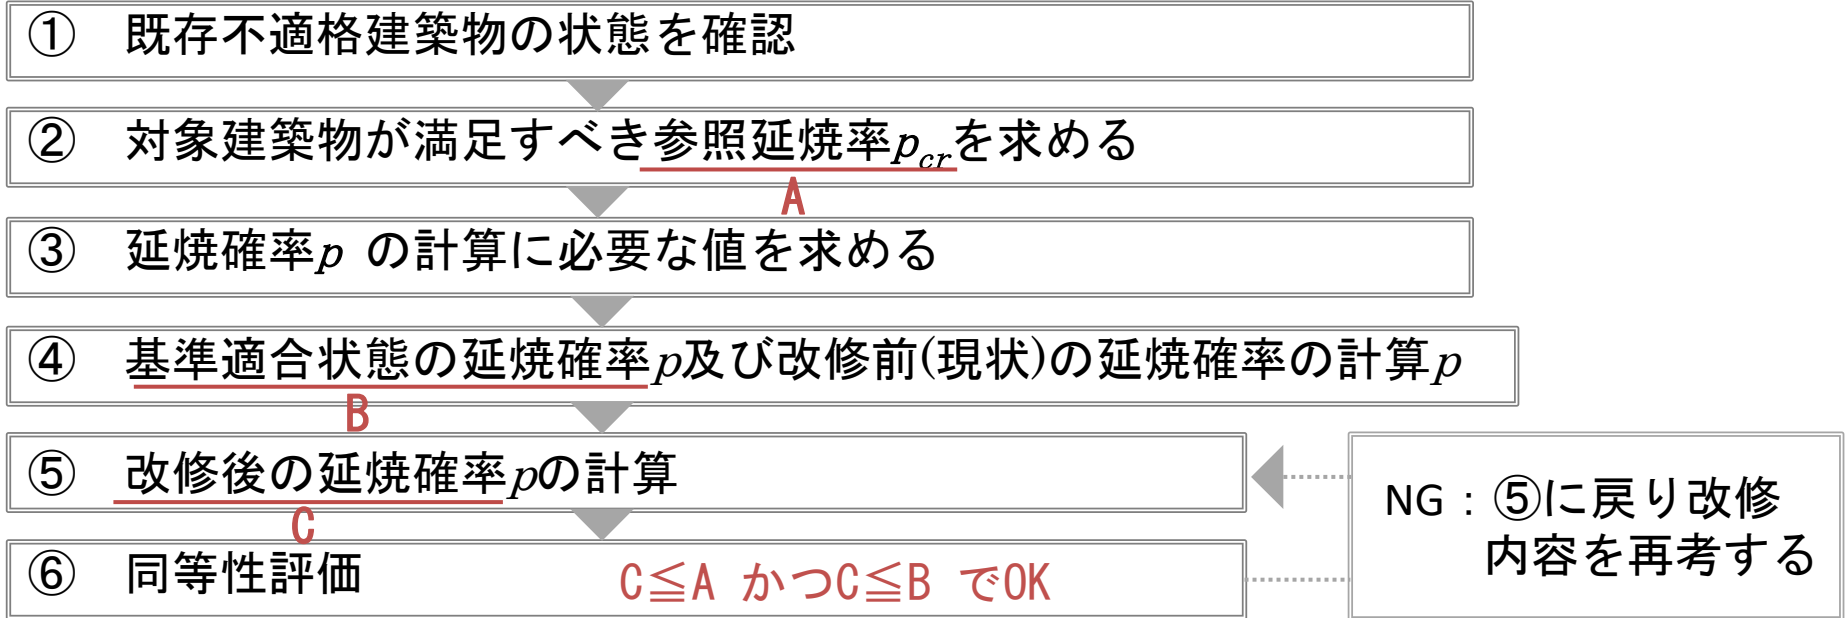 ① 既存不適格建築物の状態を確認
② 対象建築物が満足すべき参照延焼率pcrを求める
A
③ 延焼確率p の計算に必要な値を求める
④ 基準適合状態の延焼確率p及び改修前(現状)の延焼確率の計算p
B
⑤ 改修後の延焼確率pの計算
C
⑥ 同等性評価 C≦A かつC≦B でOK
NG：⑤に戻り改修
内容を再考する